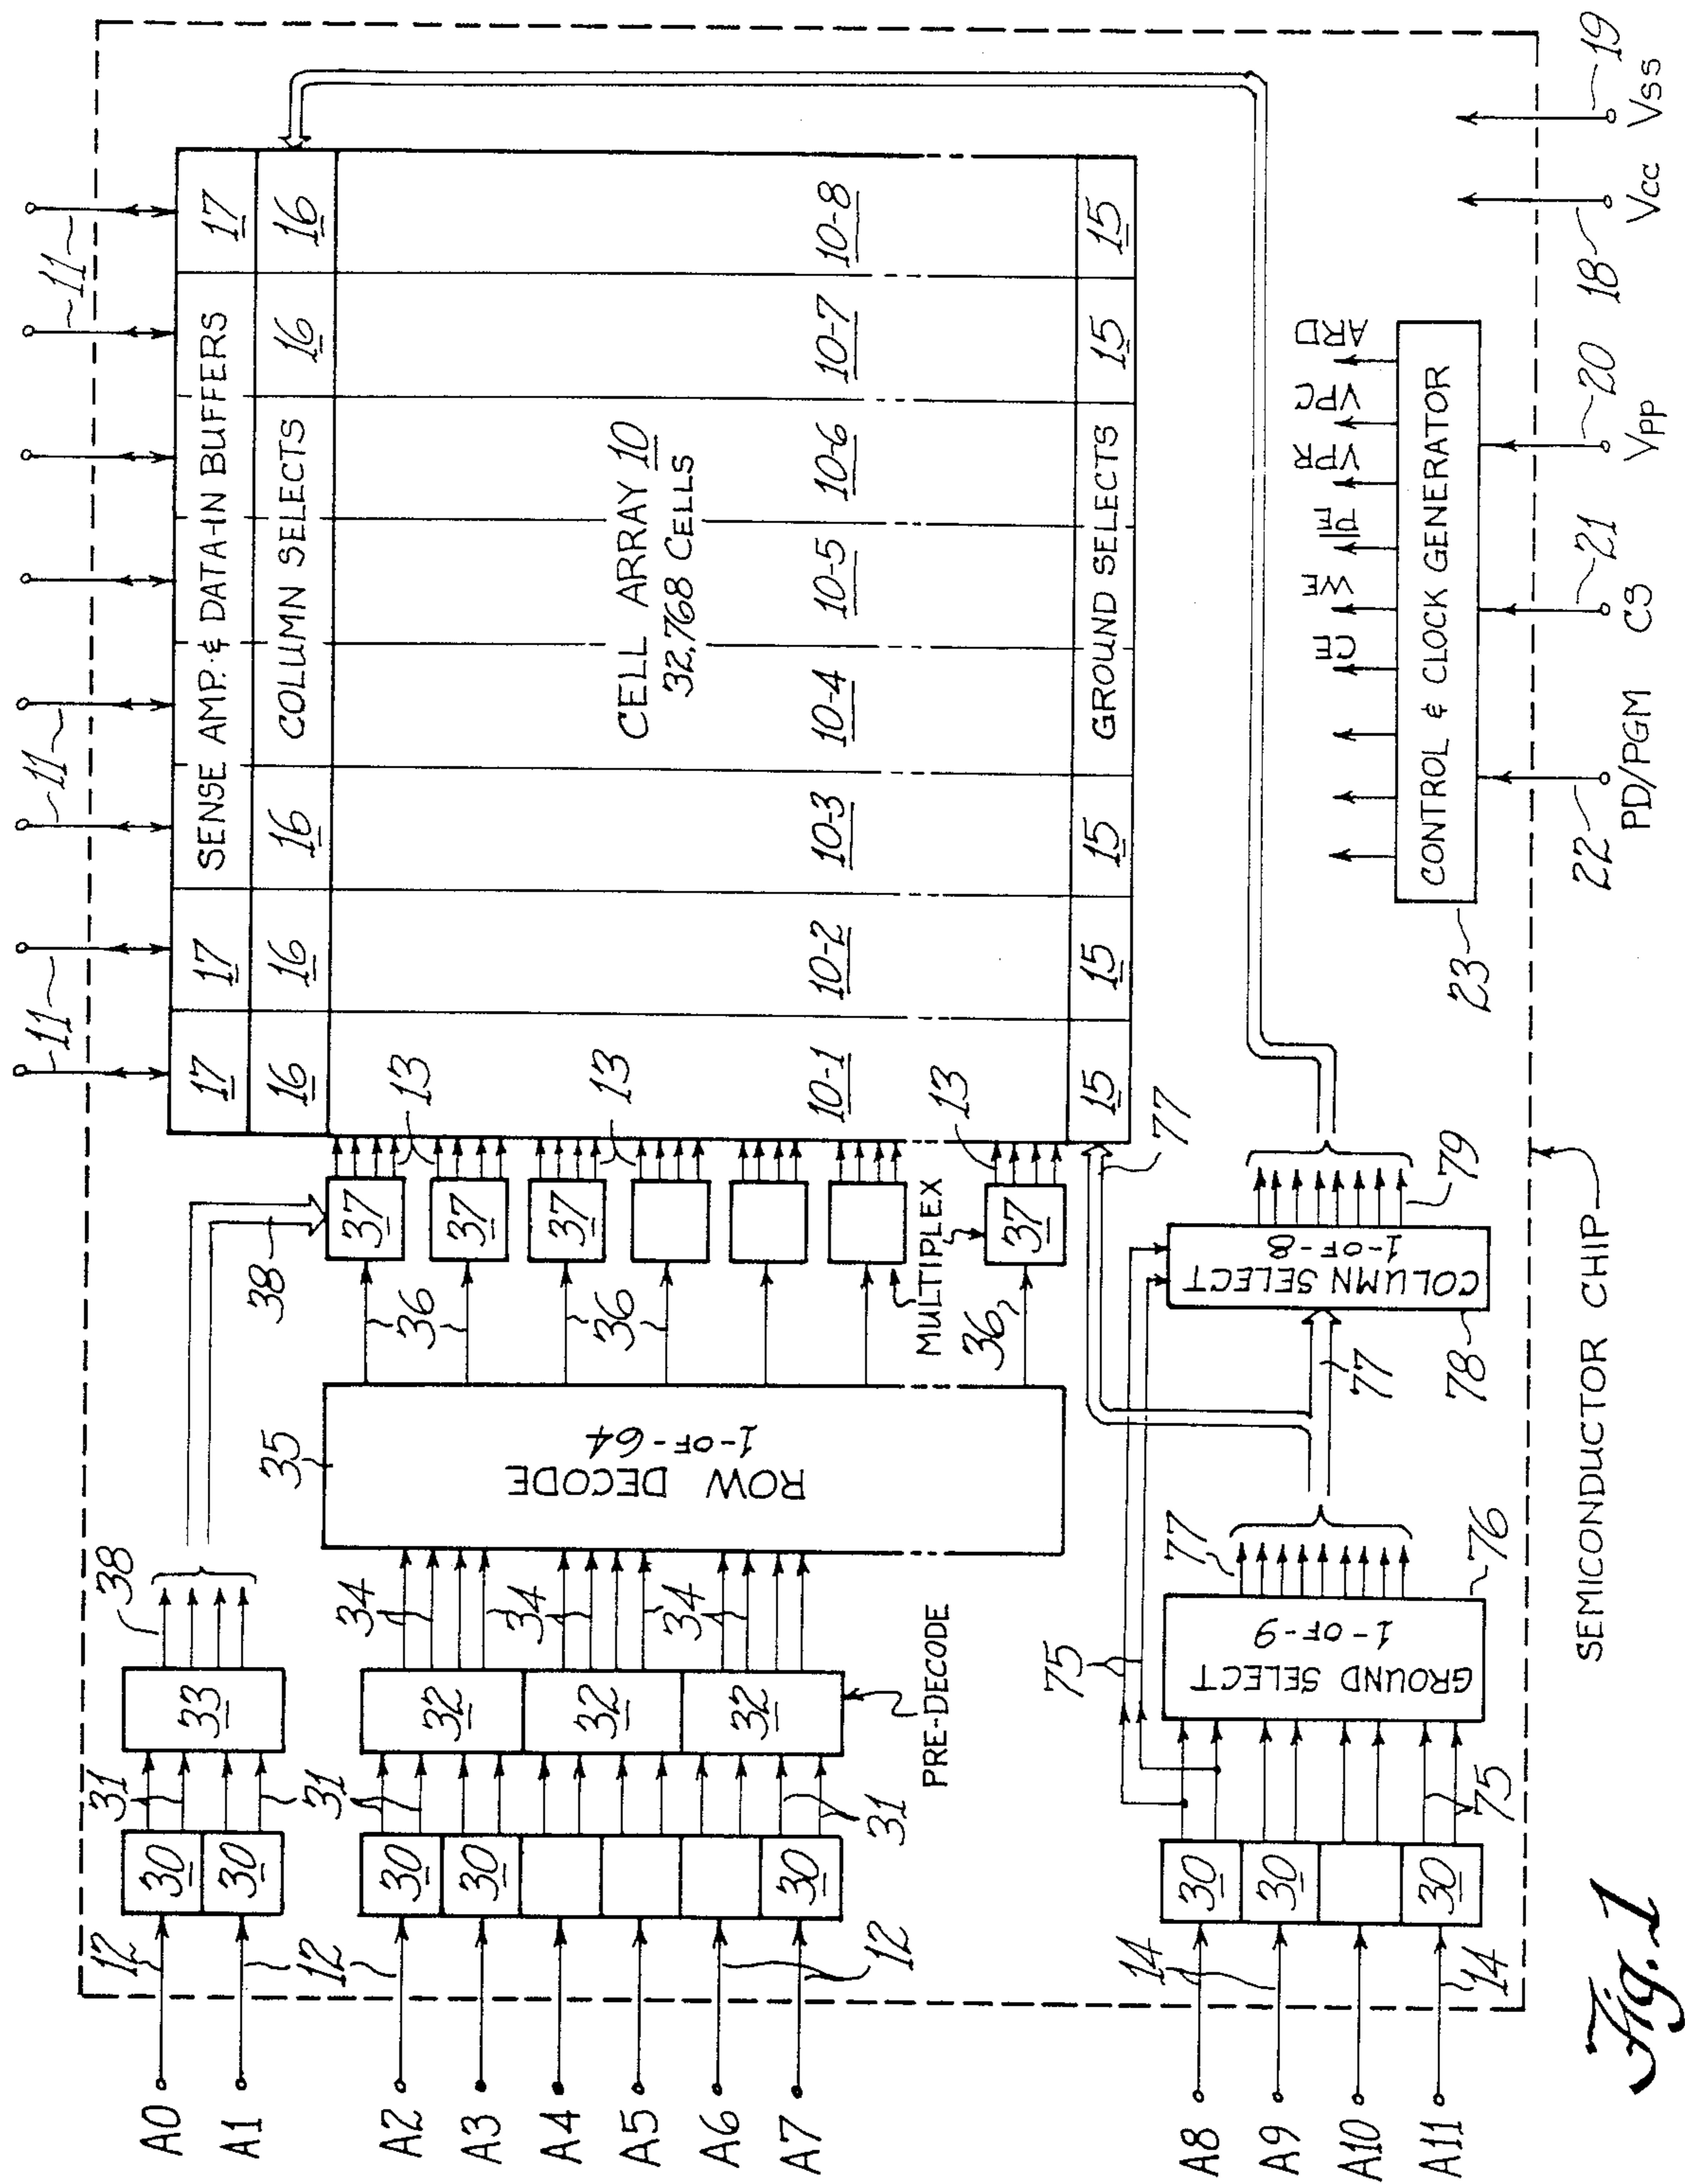 11
11
11
11
SENSE AMP. & DATA-IN BUFFERS
17
17
17
COLUMN SELECTS
16
16
16
16
16
CELL ARRAY 10
32,768 CELLS
10-1
10-2
10-3
10-4
10-5
10-6
10-7
10-8
GROUND SELECTS
15
15
15
15
15
13
13
13
A0
A1
A2
A3
A4
A5
A6
A7
12
12
12
30
30
30
30
30
31
31
31
33
38
38
32
32
32
PRE-DECODE
34
34
34
35
ROW DECODE
1-OF-64
36
36
36
37
37
37
37
MULTIPLEX
A8
A9
A10
A11
14
14
30
30
30
75
75
GROUND SELECT
1-OF-9
76
77
77
77
COLUMN SELECT
1-OF-8
78
79
CE
WE
PE
VPR
VPC
ARD
CONTROL & CLOCK GENERATOR
23
22
PD/PGM
21
CS
20
Vpp
18
Vcc
19
Vss
SEMICONDUCTOR CHIP
Fig. 1